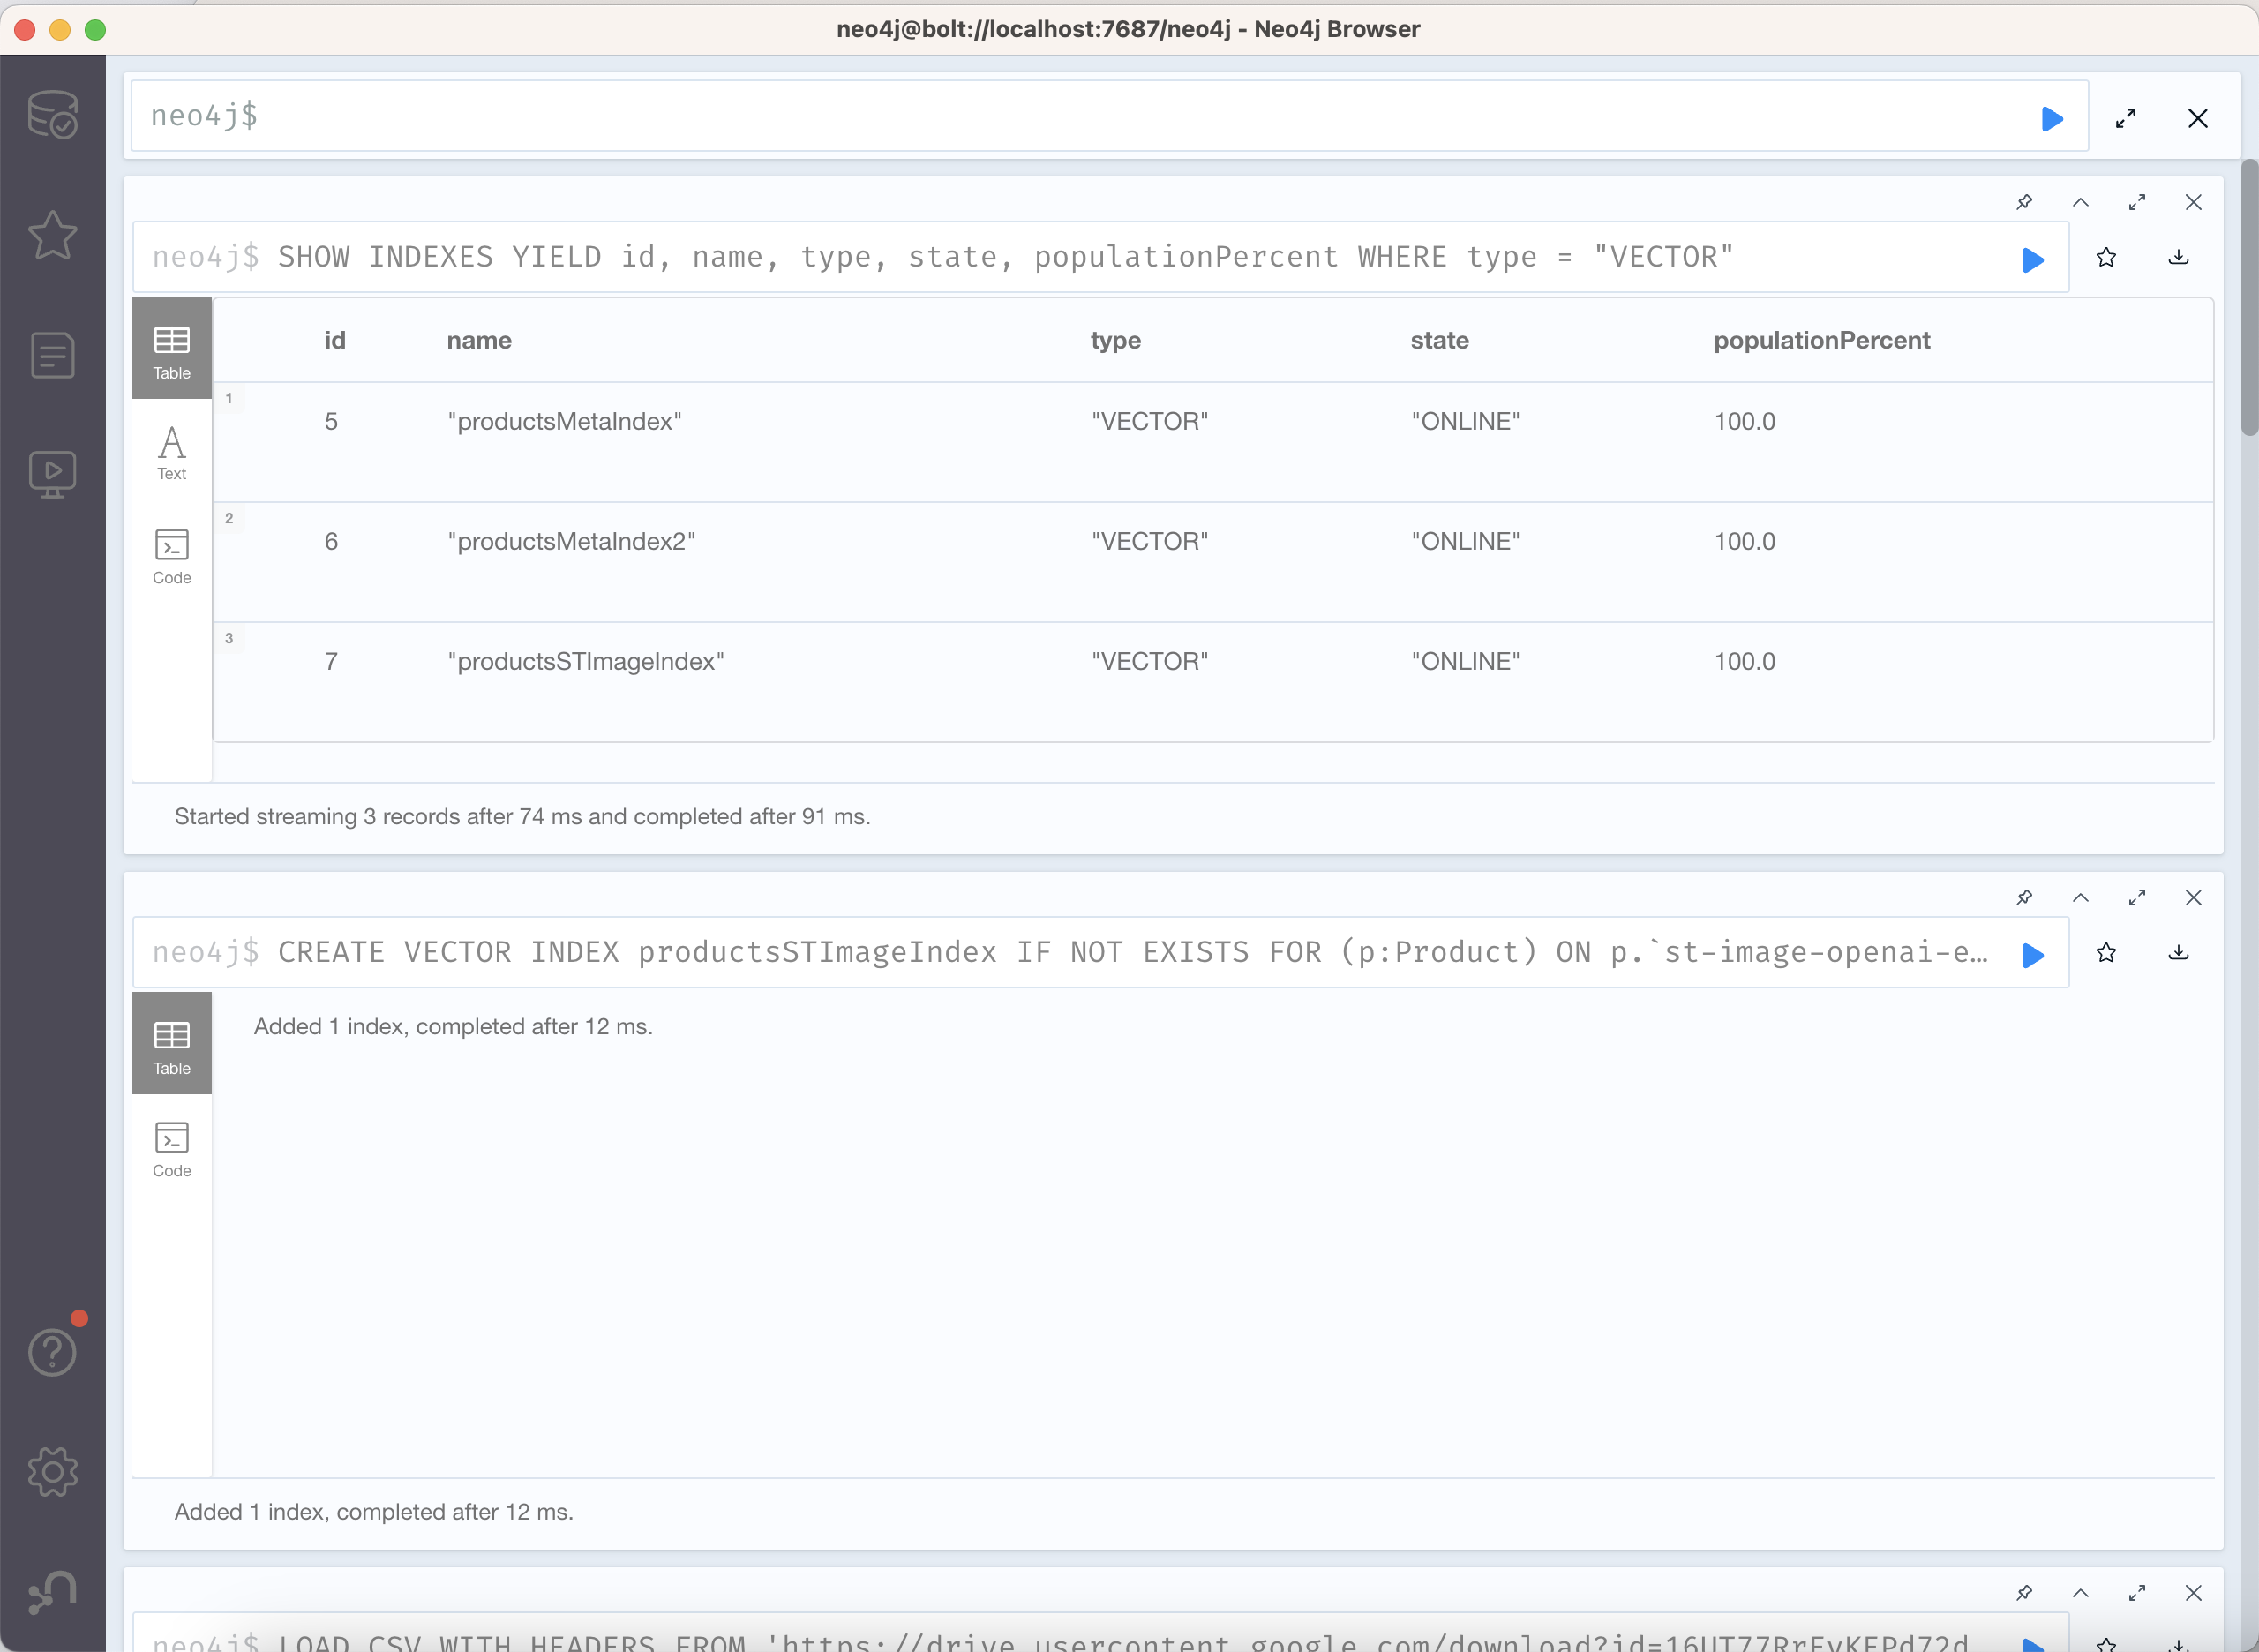 neo4j@bolt://localhost:7687/neo4j - Neo4j Browser
neo4j$
neo4j$ SHOW INDEXES YIELD id, name, type, state, populationPercent WHERE type = "VECTOR"
Table
Text
Code
id name type state populationPercent
1
5 "productsMetaIndex" "VECTOR" "ONLINE" 100.0
2
6 "productsMetaIndex2" "VECTOR" "ONLINE" 100.0
3
7 "productsSTImageIndex" "VECTOR" "ONLINE" 100.0
Started streaming 3 records after 74 ms and completed after 91 ms.
neo4j$ CREATE VECTOR INDEX productsSTImageIndex IF NOT EXISTS FOR (p:Product) ON p.`st-image-openai-e…
Table
Code
Added 1 index, completed after 12 ms.
Added 1 index, completed after 12 ms.
neo4j$ LOAD CSV WITH HEADERS FROM 'https://drive.usercontent.google.com/download?